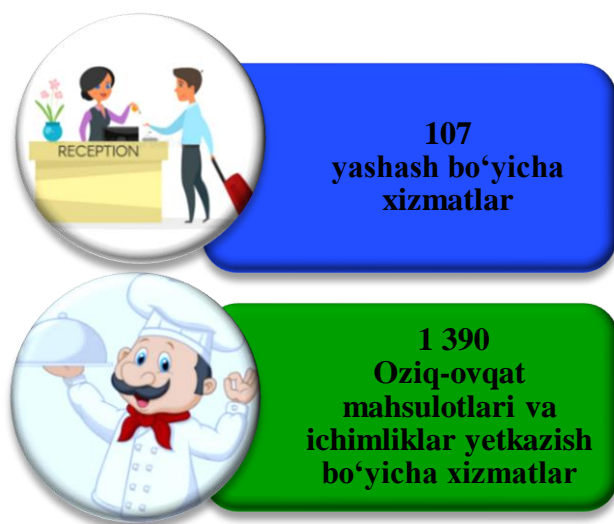 RECEPTION
107
yashash bo‘yicha
xizmatlar
1 390
Oziq-ovqat
mahsulotlari va
ichimliklar yetkazish
bo‘yicha xizmatlar